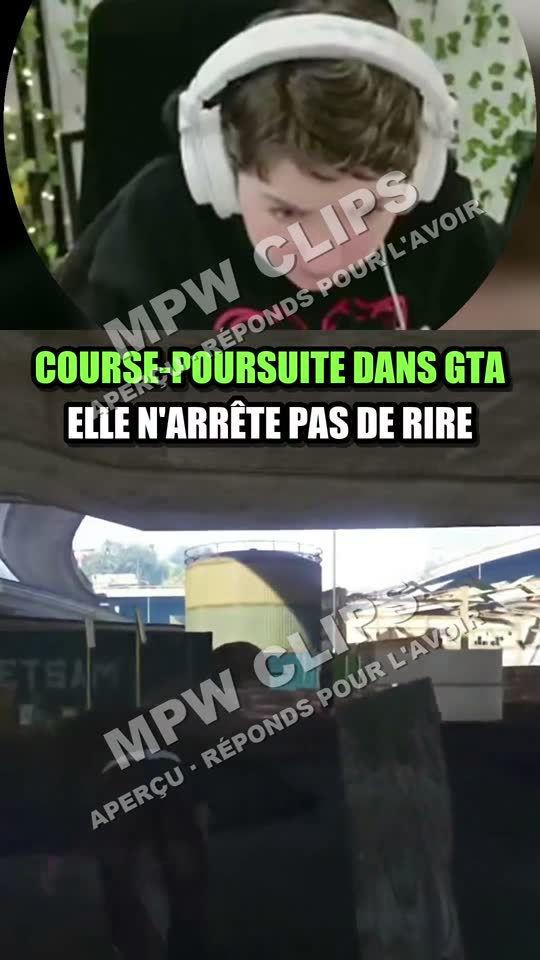 MPW CLIPS
APERÇU · RÉPONDS POUR L'AVOIR
COURSE-POURSUITE DANS GTA
ELLE N'ARRÊTE PAS DE RIRE
ETSAM
MPW CLIPS
APERÇU · RÉPONDS POUR L'AVOIR